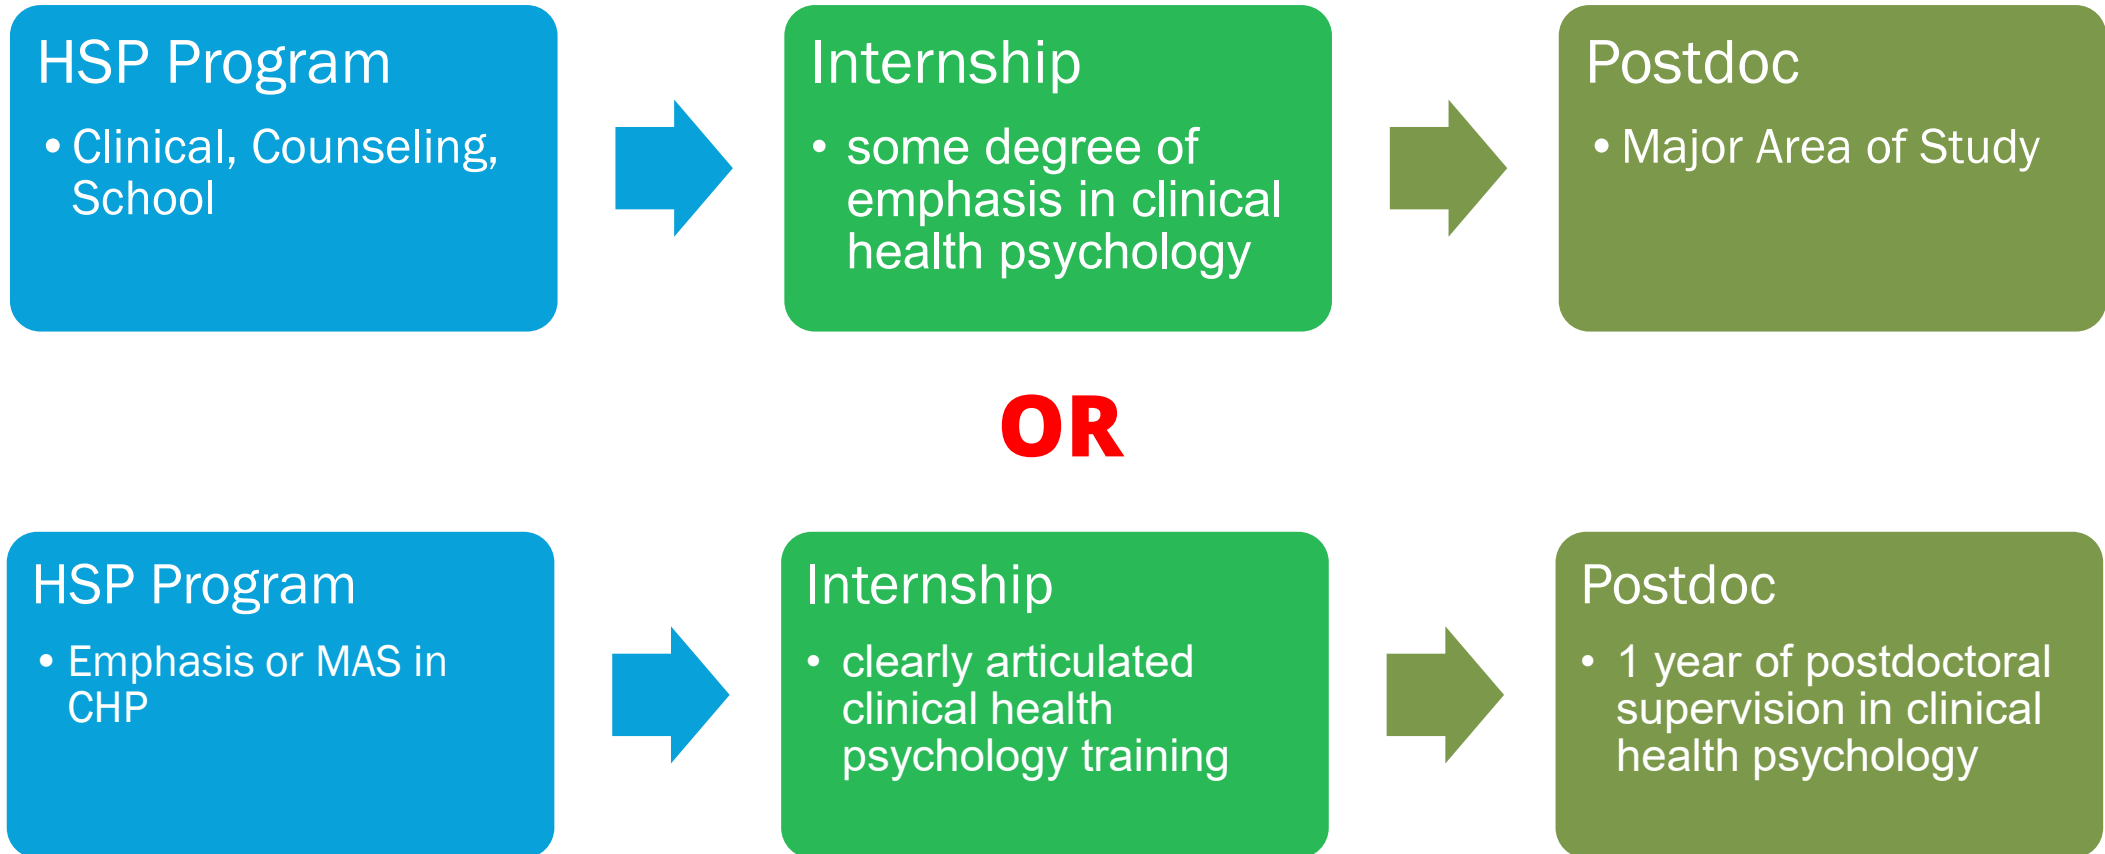 HSP Program
• Clinical, Counseling,
School
Internship
• some degree of
emphasis in clinical
health psychology
Postdoc
• Major Area of Study
OR
HSP Program
• Emphasis or MAS in
CHP
Internship
• clearly articulated
clinical health
psychology training
Postdoc
• 1 year of postdoctoral
supervision in clinical
health psychology